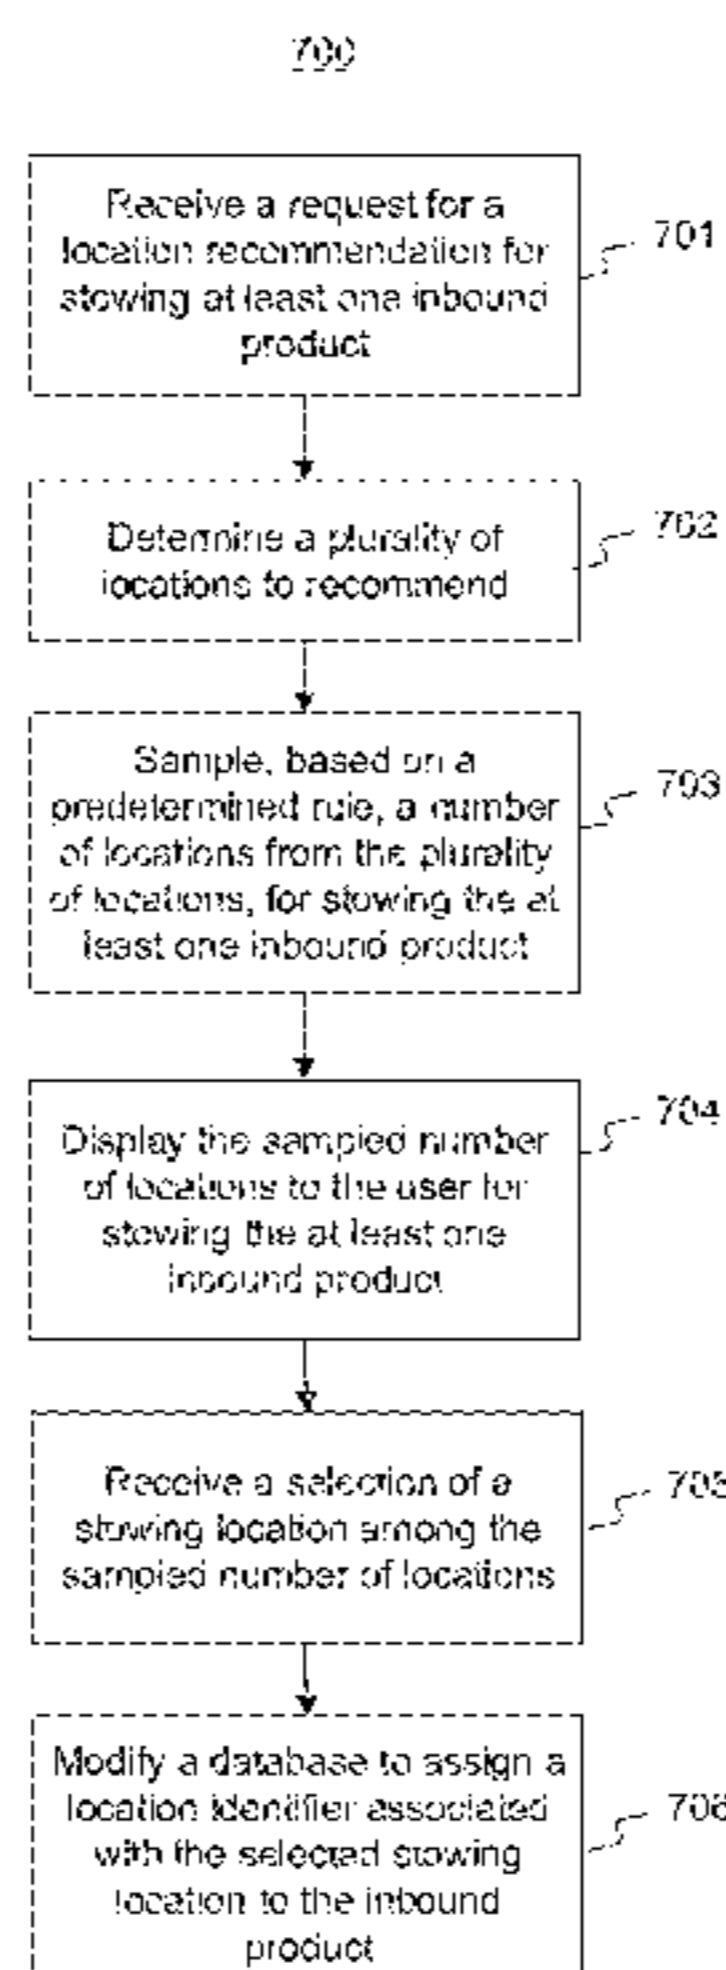 700
Receive a request for a
location recommendation for
stowing at least one inbound
product
701
Determine a plurality of
locations to recommend
702
Sample, based on a
predetermined rule, a number
of locations from the plurality
of locations, for stowing the at
least one inbound product
703
Display the sampled number
of locations to the user for
stowing the at least one
inbound product
704
Receive a selection of a
stowing location among the
sampled number of locations
705
Modify a database to assign a
location identifier associated
with the selected stowing
location to the inbound
product
706